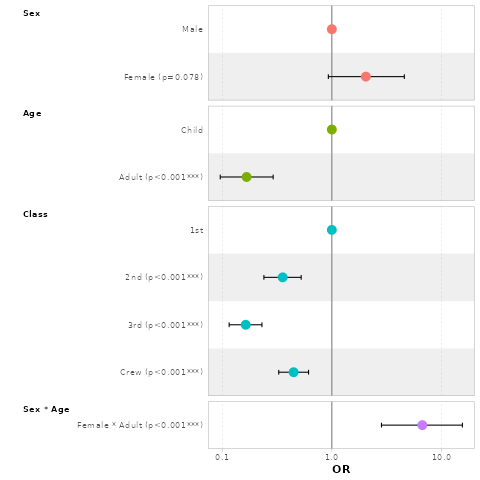 Sex
Male
Female (p=0.078)
Age
Child
Adult (p<0.001***)
Class
1st
2nd (p<0.001***)
3rd (p<0.001***)
Crew (p<0.001***)
Sex * Age
Female * Adult (p<0.001***)
0.1 1.0 10.0
OR